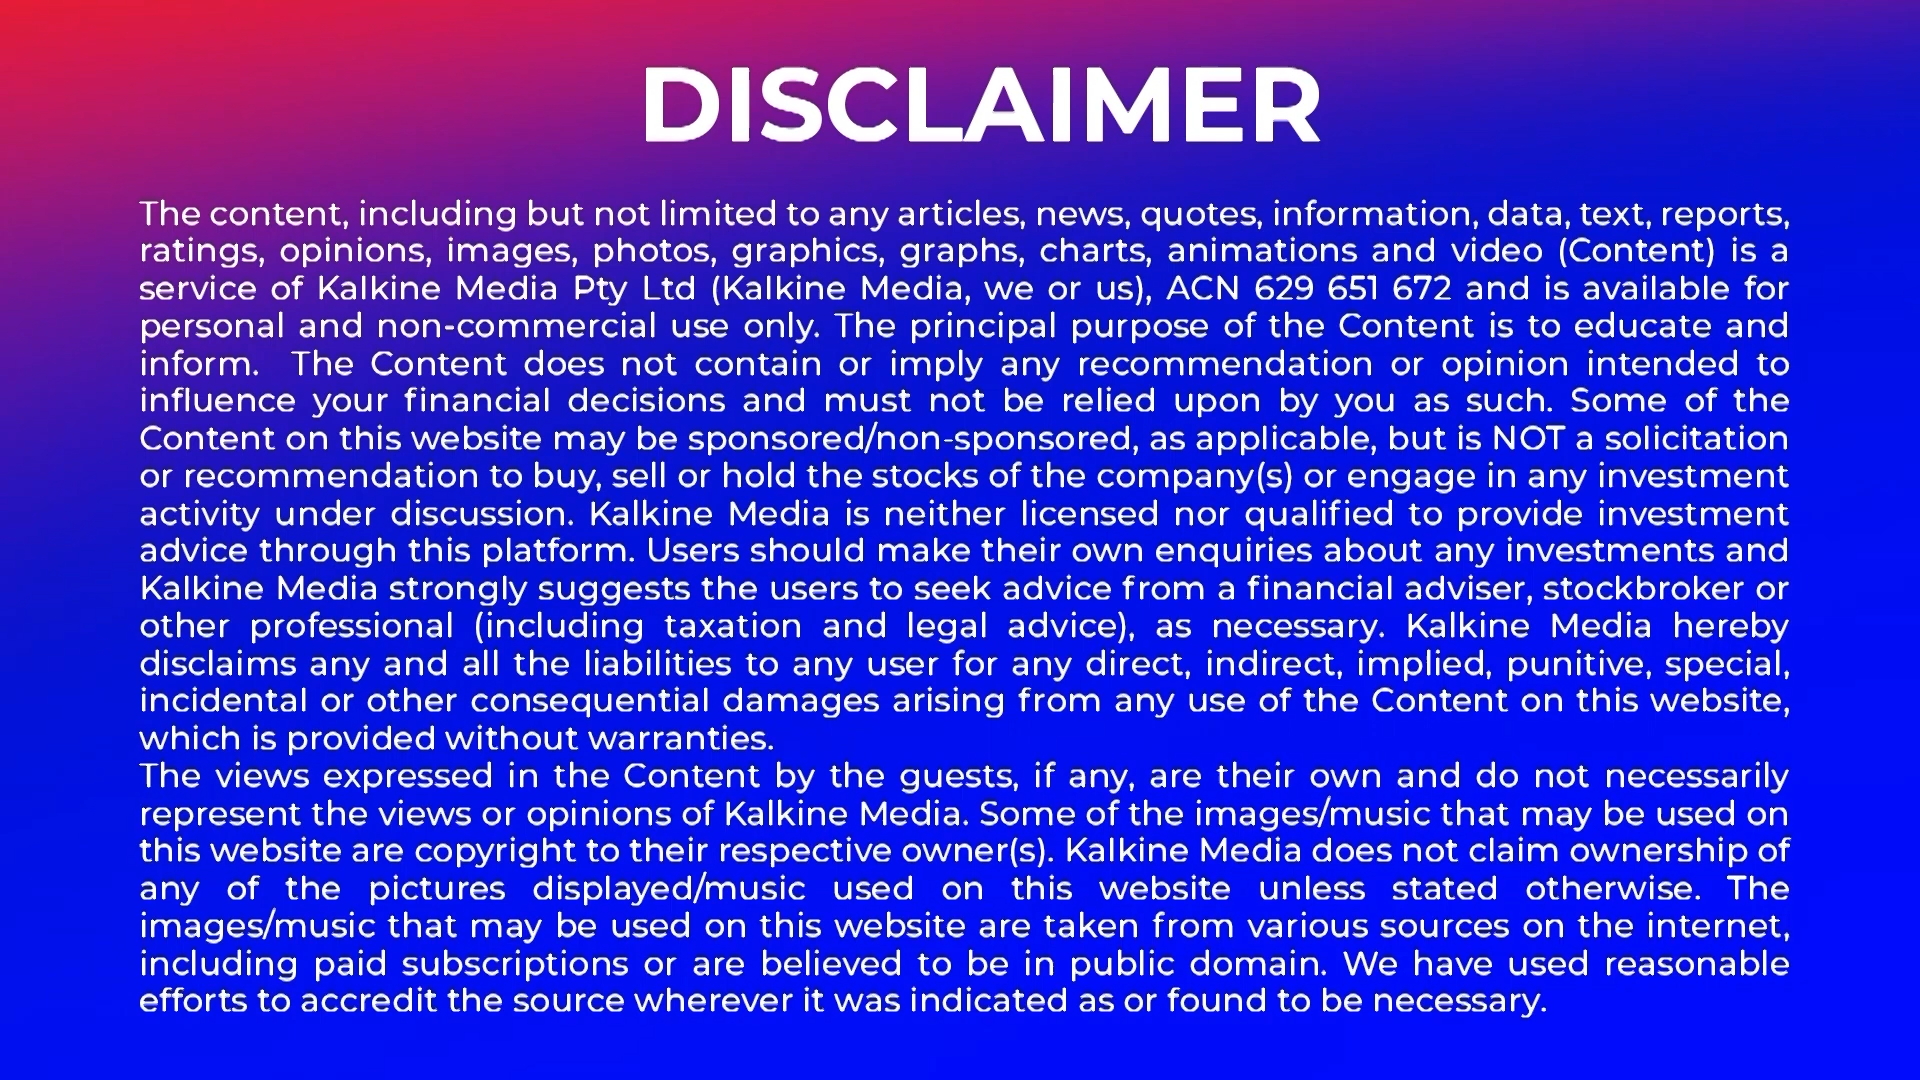 DISCLAIMER
The content, including but not limited to any articles, news, quotes, information, data, text, reports,
ratings, opinions, images, photos, graphics, graphs, charts, animations and video (Content) is a
service of Kalkine Media Pty Ltd (Kalkine Media, we or us), ACN 629 651 672 and is available for
personal and non-commercial use only. The principal purpose of the Content is to educate and
inform.  The Content does not contain or imply any recommendation or opinion intended to
influence your financial decisions and must not be relied upon by you as such. Some of the
Content on this website may be sponsored/non-sponsored, as applicable, but is NOT a solicitation
or recommendation to buy, sell or hold the stocks of the company(s) or engage in any investment
activity under discussion. Kalkine Media is neither licensed nor qualified to provide investment
advice through this platform. Users should make their own enquiries about any investments and
Kalkine Media strongly suggests the users to seek advice from a financial adviser, stockbroker or
other professional (including taxation and legal advice), as necessary. Kalkine Media hereby
disclaims any and all the liabilities to any user for any direct, indirect, implied, punitive, special,
incidental or other consequential damages arising from any use of the Content on this website,
which is provided without warranties.
The views expressed in the Content by the guests, if any, are their own and do not necessarily
represent the views or opinions of Kalkine Media. Some of the images/music that may be used on
this website are copyright to their respective owner(s). Kalkine Media does not claim ownership of
any of the pictures displayed/music used on this website unless stated otherwise. The
images/music that may be used on this website are taken from various sources on the internet,
including paid subscriptions or are believed to be in public domain. We have used reasonable
efforts to accredit the source wherever it was indicated as or found to be necessary.